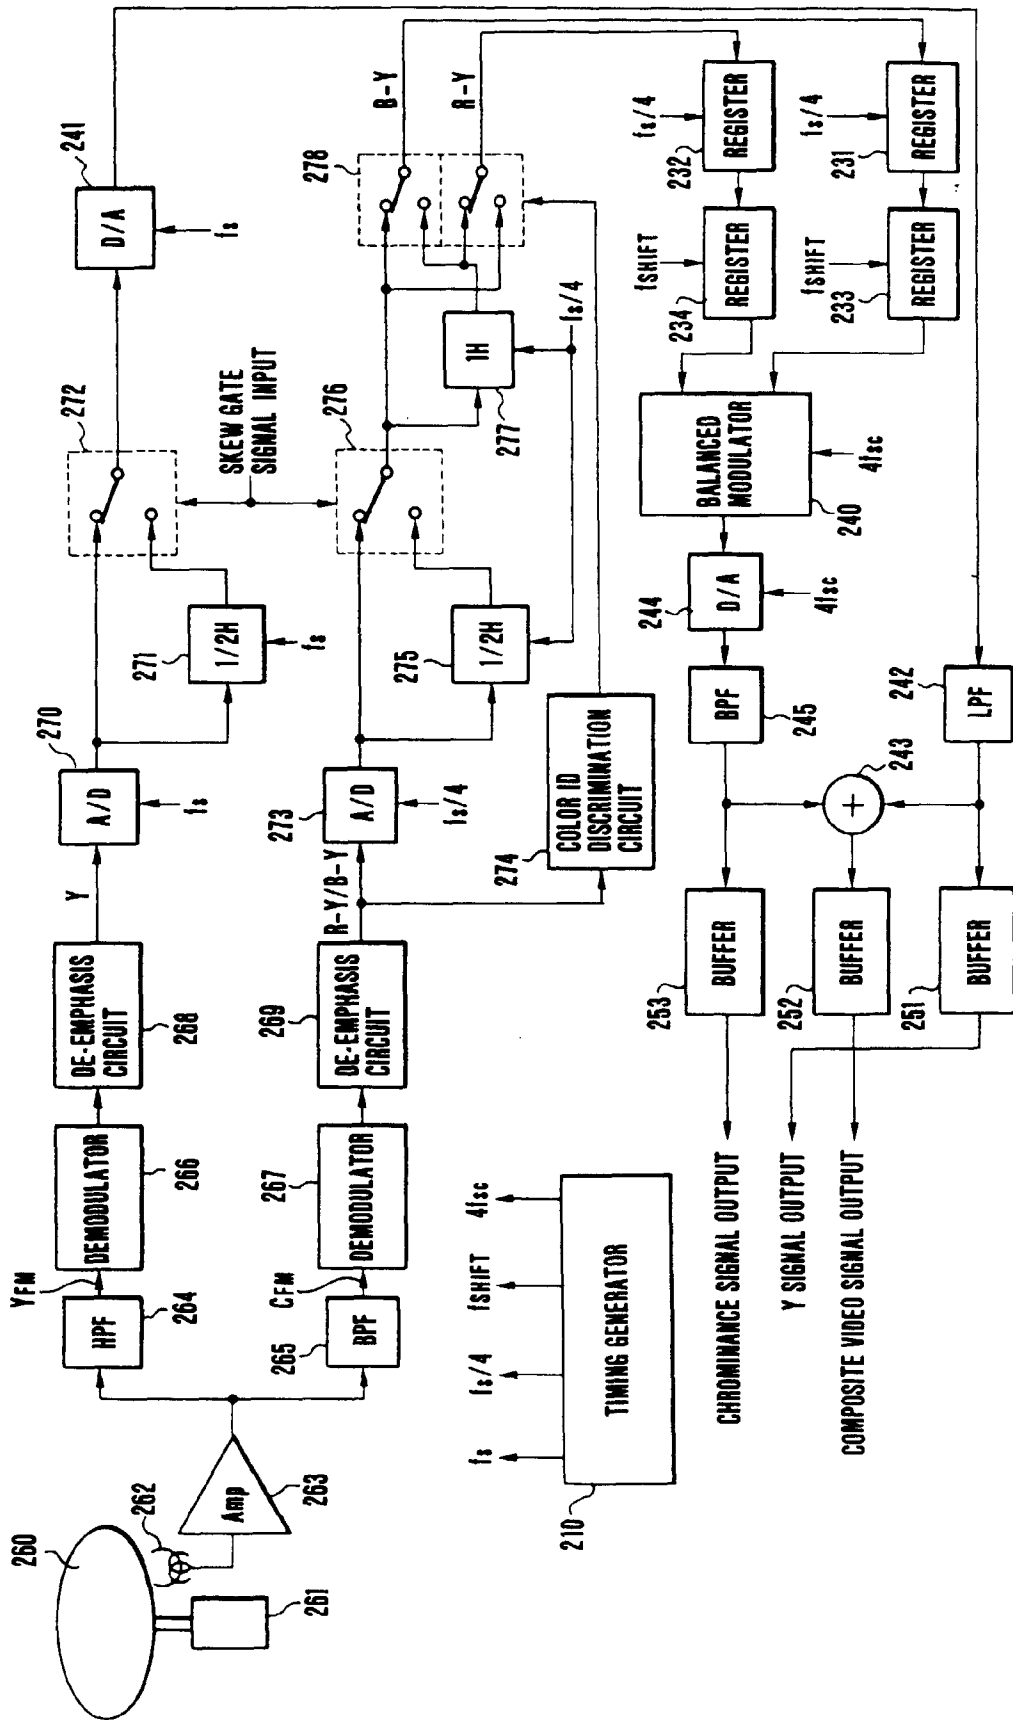 260
262
261
Amp
263
HPF
264
YFM
DEMODULATOR
266
DE-EMPHASIS
CIRCUIT
268
Y
A/D
270
fs
1/2H
271
fs
272
SKEW GATE
SIGNAL INPUT
D/A
241
fs
BPF
265
CFM
DEMODULATOR
267
DE-EMPHASIS
CIRCUIT
269
R-Y/B-Y
A/D
273
fs/4
COLOR ID
DISCRIMINATION
CIRCUIT
274
1/2H
275
276
1H
277
fs/4
278
B-Y
R-Y
TIMING GENERATOR
210
fs
fs/4
fSHIFT
4fsc
232
REGISTER
fs/4
231
REGISTER
fs/4
234
REGISTER
fSHIFT
233
REGISTER
fSHIFT
BALANCED
MODULATOR
240
4fsc
D/A
244
4fsc
BPF
245
LPF
242
+
243
BUFFER
253
BUFFER
252
BUFFER
251
CHROMINANCE SIGNAL OUTPUT
Y SIGNAL OUTPUT
COMPOSITE VIDEO SIGNAL OUTPUT